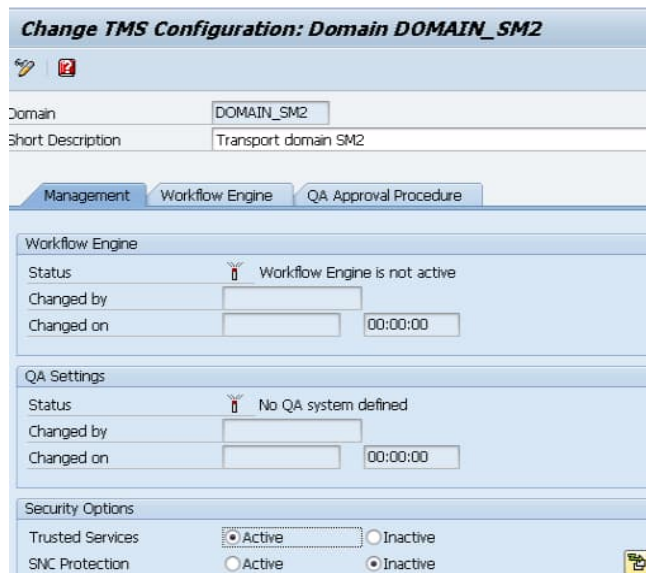 Change TMS Configuration: Domain DOMAIN_SM2
Domain DOMAIN_SM2
Short Description Transport domain SM2
Management Workflow Engine QA Approval Procedure
Workflow Engine
Status Workflow Engine is not active
Changed by
Changed on 00:00:00
QA Settings
Status No QA system defined
Changed by
Changed on 00:00:00
Security Options
Trusted Services Active Inactive
SNC Protection Active Inactive